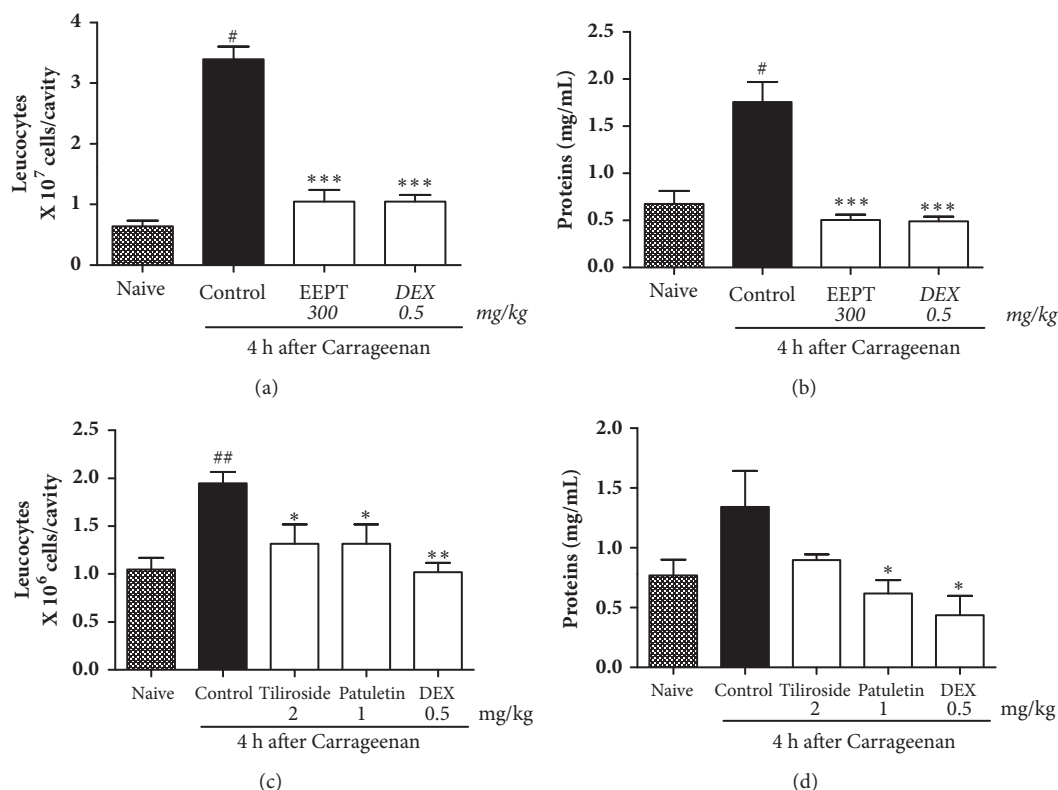 #
Leucocytes
X 10^7 cells/cavity
4
3
2
1
0
***
***
Naive
Control
EEPT
DEX
300
0.5
mg/kg
4 h after Carrageenan
(a)
#
Proteins (mg/mL)
2.5
2.0
1.5
1.0
0.5
0.0
***
***
Naive
Control
EEPT
DEX
300
0.5
mg/kg
4 h after Carrageenan
(b)
##
Leucocytes
X 10^6 cells/cavity
2.5
2.0
1.5
1.0
0.5
0.0
*
*
**
Naive
Control
Tiliroside
Patuletin
DEX
2
1
0.5
mg/kg
4 h after Carrageenan
(c)
Proteins (mg/mL)
2.0
1.5
1.0
0.5
0.0
*
*
Naive
Control
Tiliroside
Patuletin
DEX
2
1
0.5
mg/kg
4 h after Carrageenan
(d)